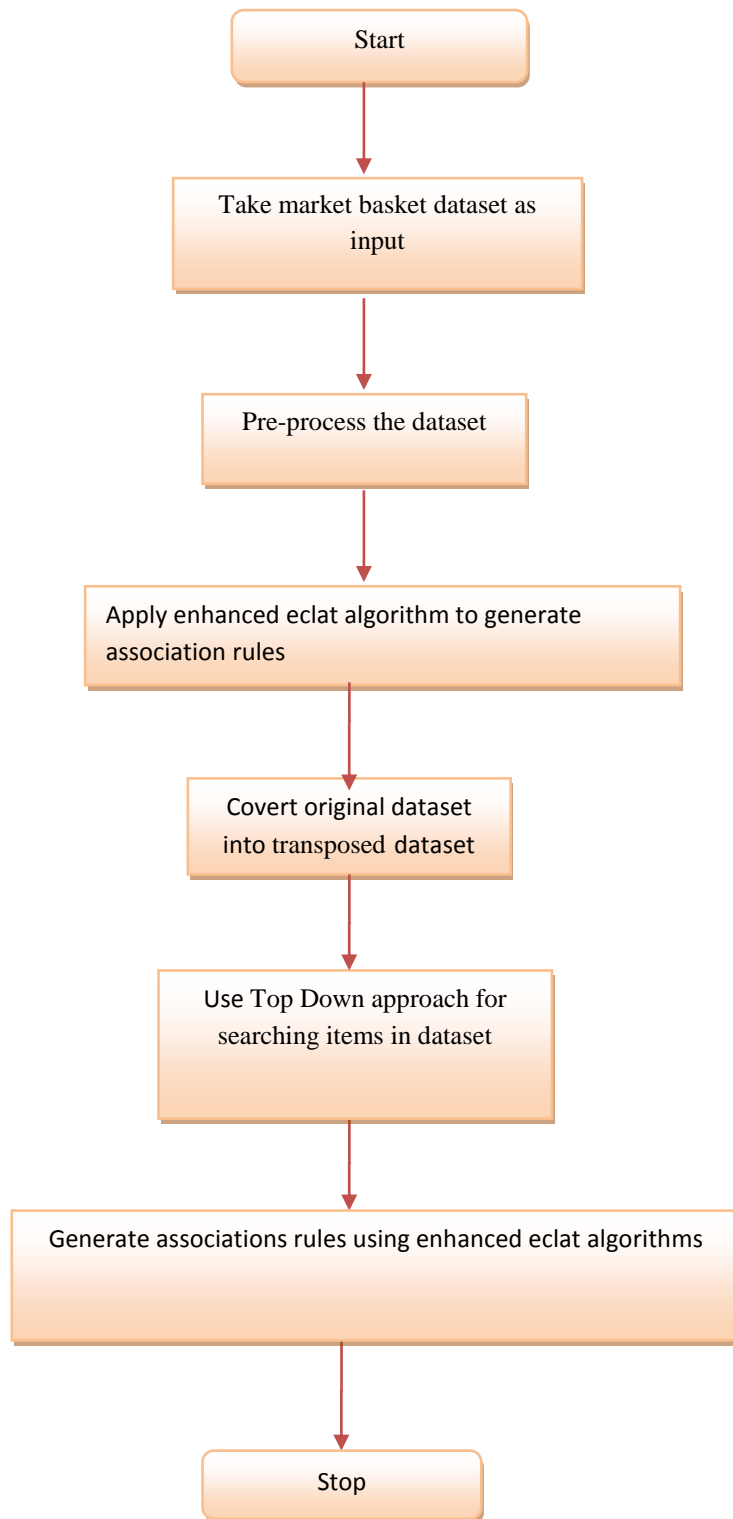 Start
Take market basket dataset as
input
Pre-process the dataset
Apply enhanced eclat algorithm to generate
association rules
Covert original dataset
into transposed dataset
Use Top Down approach for
searching items in dataset
Generate associations rules using enhanced eclat algorithms
Stop